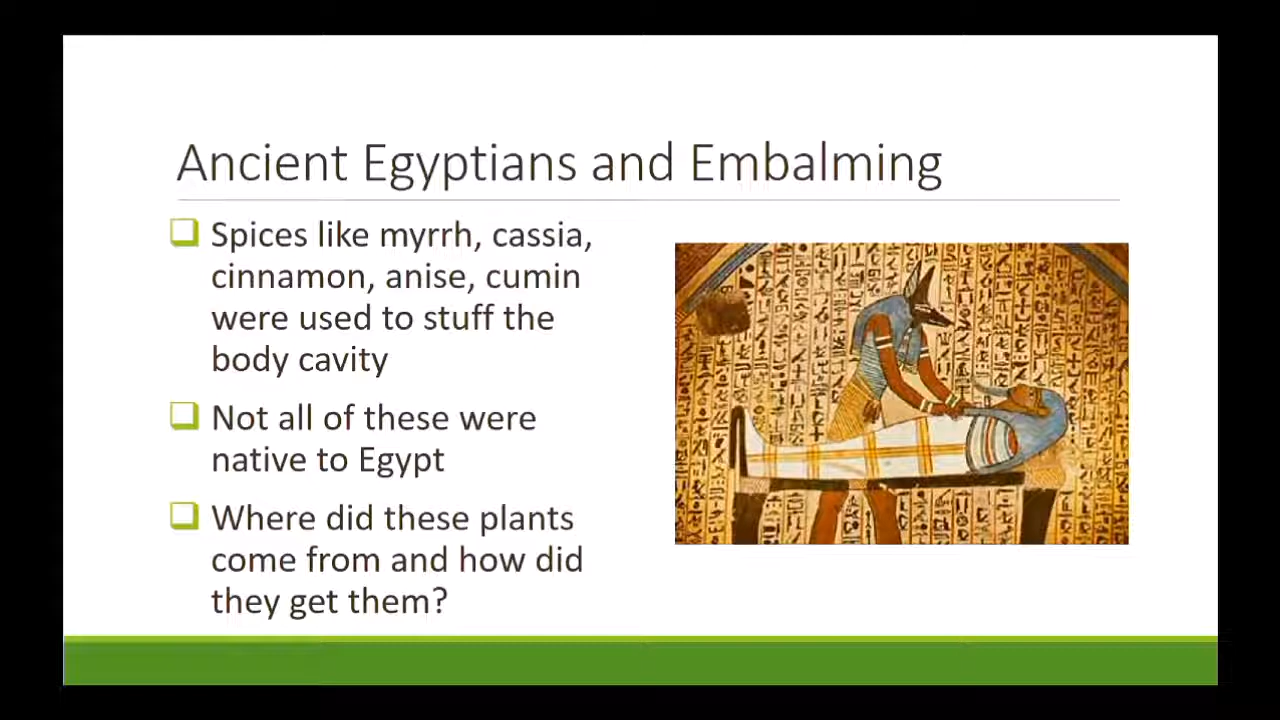 Ancient Egyptians and Embalming
Spices like myrrh, cassia,
cinnamon, anise, cumin
were used to stuff the
body cavity
Not all of these were
native to Egypt
Where did these plants
come from and how did
they get them?